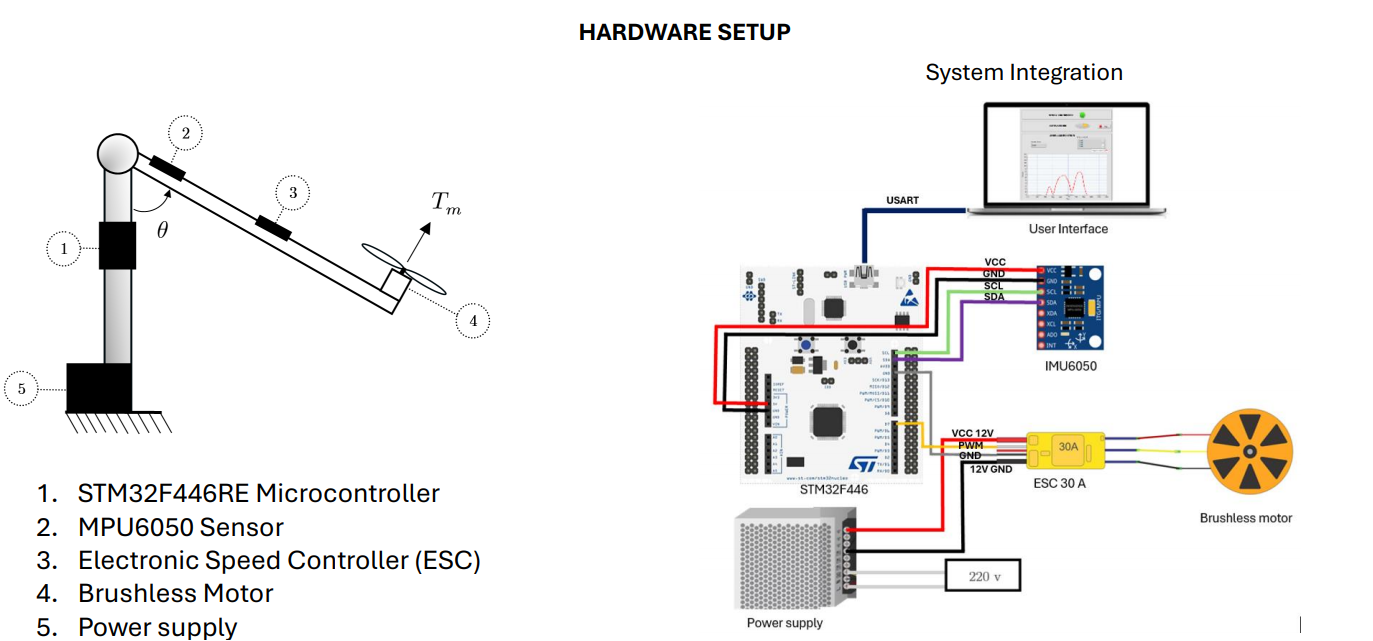 HARDWARE SETUP
System Integration
2
3
T_m
θ
1
4
5
1. STM32F446RE Microcontroller
2. MPU6050 Sensor
3. Electronic Speed Controller (ESC)
4. Brushless Motor
5. Power supply
USART
User Interface
VCC
GND
SCL
SDA
VCC
GND
SCL
SDA
XDA
XCL
ADO
INT
ITG/MPU
IMU6050
STM32F446
VCC 12V
PWM
GND
12V GND
30A
ESC 30 A
Brushless motor
220 v
Power supply